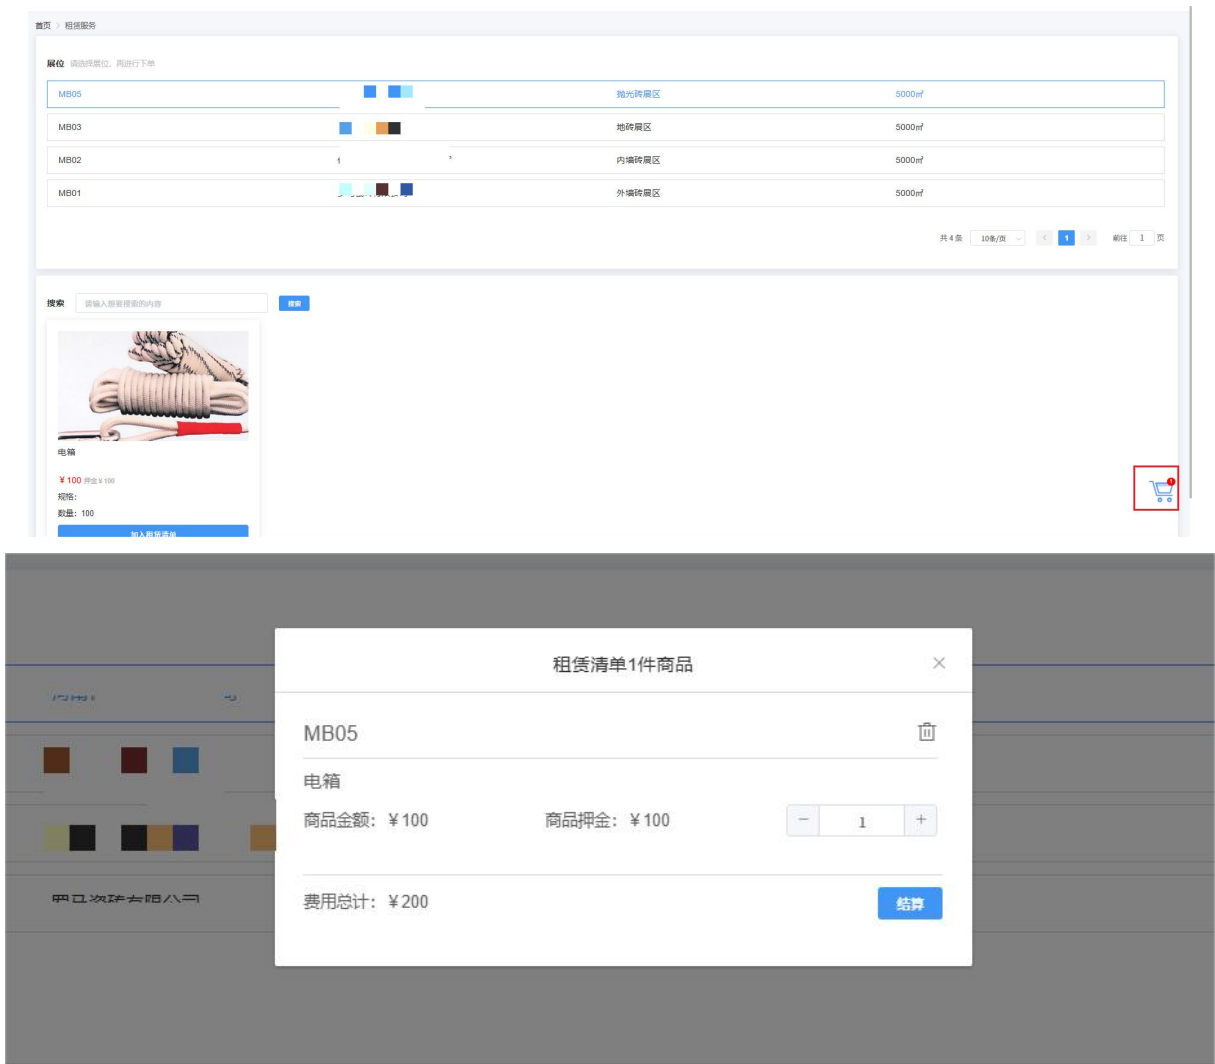 首页 > 租赁服务
展位 请选择展位，再进行下单
MB05 抛光砖展区 5000㎡
MB03 地砖展区 5000㎡
MB02 内墙砖展区 5000㎡
MB01 外墙砖展区 5000㎡
共 4 条 10条/页 < 1 > 前往 1 页
搜索 请输入想要搜索的内容 搜索
电箱
¥ 100 押金 ¥ 100
规格：
数量：100
加入租赁清单
1
租赁清单1件商品
MB05
电箱
商品金额：¥ 100 商品押金：¥ 100 − 1 +
费用总计：¥ 200 结算